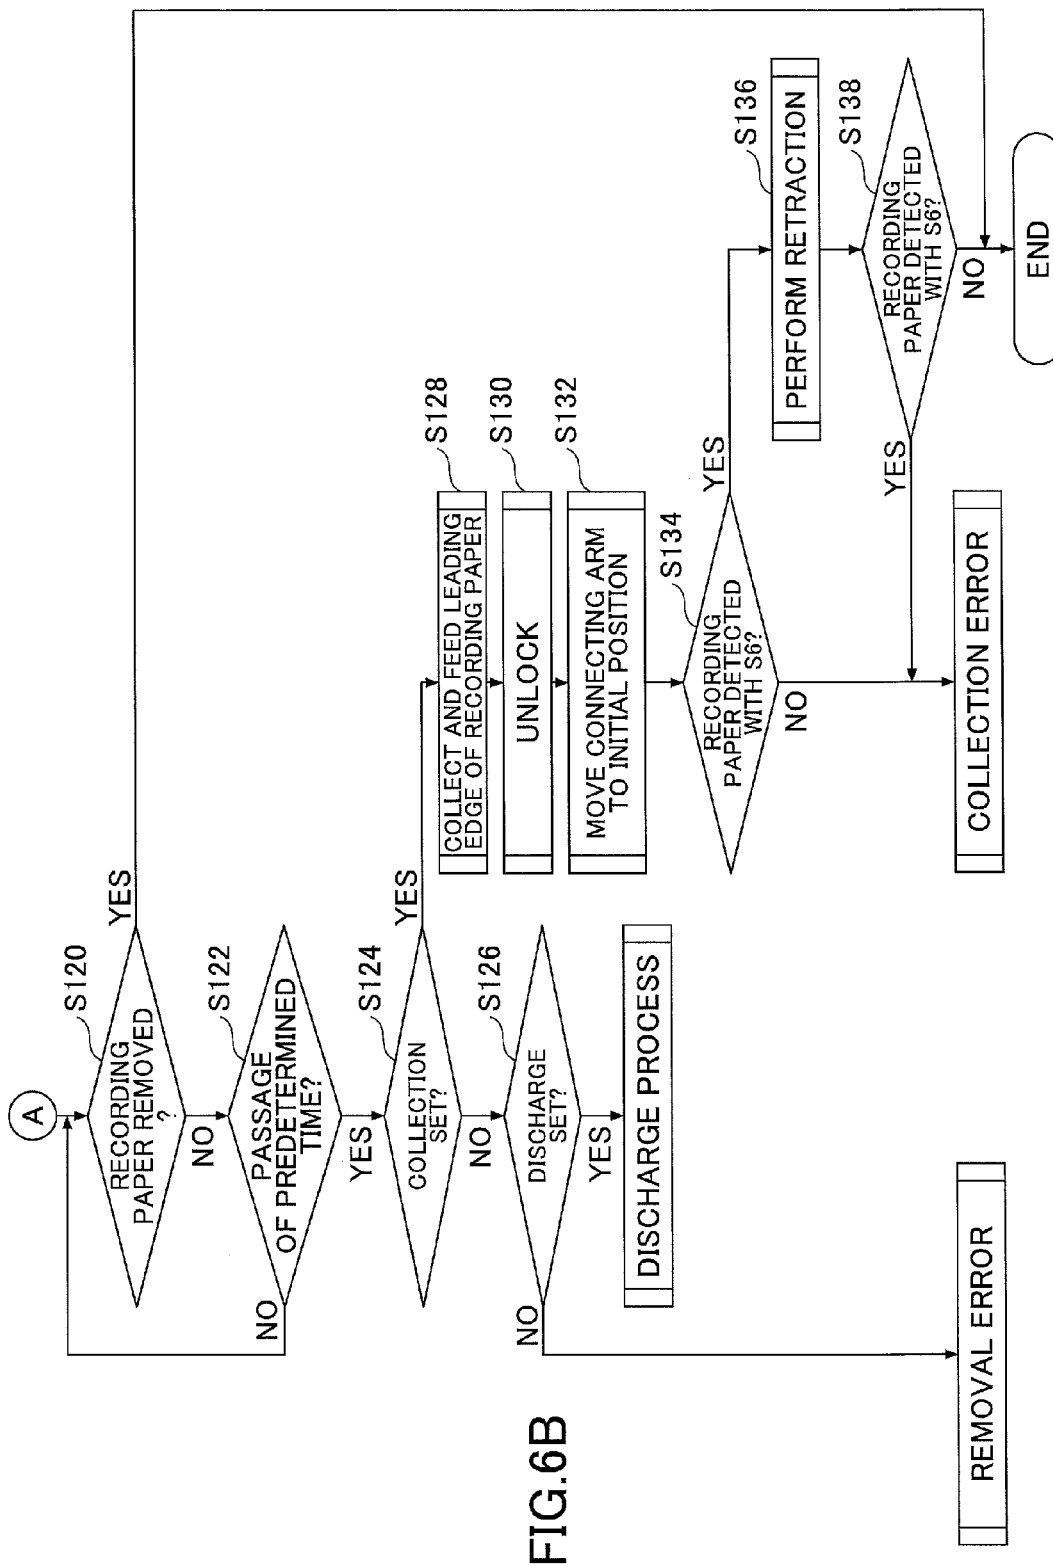 FIG.6B
A
RECORDING
PAPER REMOVED
?
S120
YES
NO
PASSAGE
OF PREDETERMINED
TIME?
S122
NO
YES
COLLECTION
SET?
S124
YES
NO
DISCHARGE
SET?
S126
NO
YES
DISCHARGE PROCESS
REMOVAL ERROR
COLLECT AND FEED LEADING
EDGE OF RECORDING PAPER
S128
UNLOCK
S130
MOVE CONNECTING ARM
TO INITIAL POSITION
S132
RECORDING
PAPER DETECTED
WITH S6?
S134
YES
NO
COLLECTION ERROR
PERFORM RETRACTION
S136
RECORDING
PAPER DETECTED
WITH S6?
S138
YES
NO
END